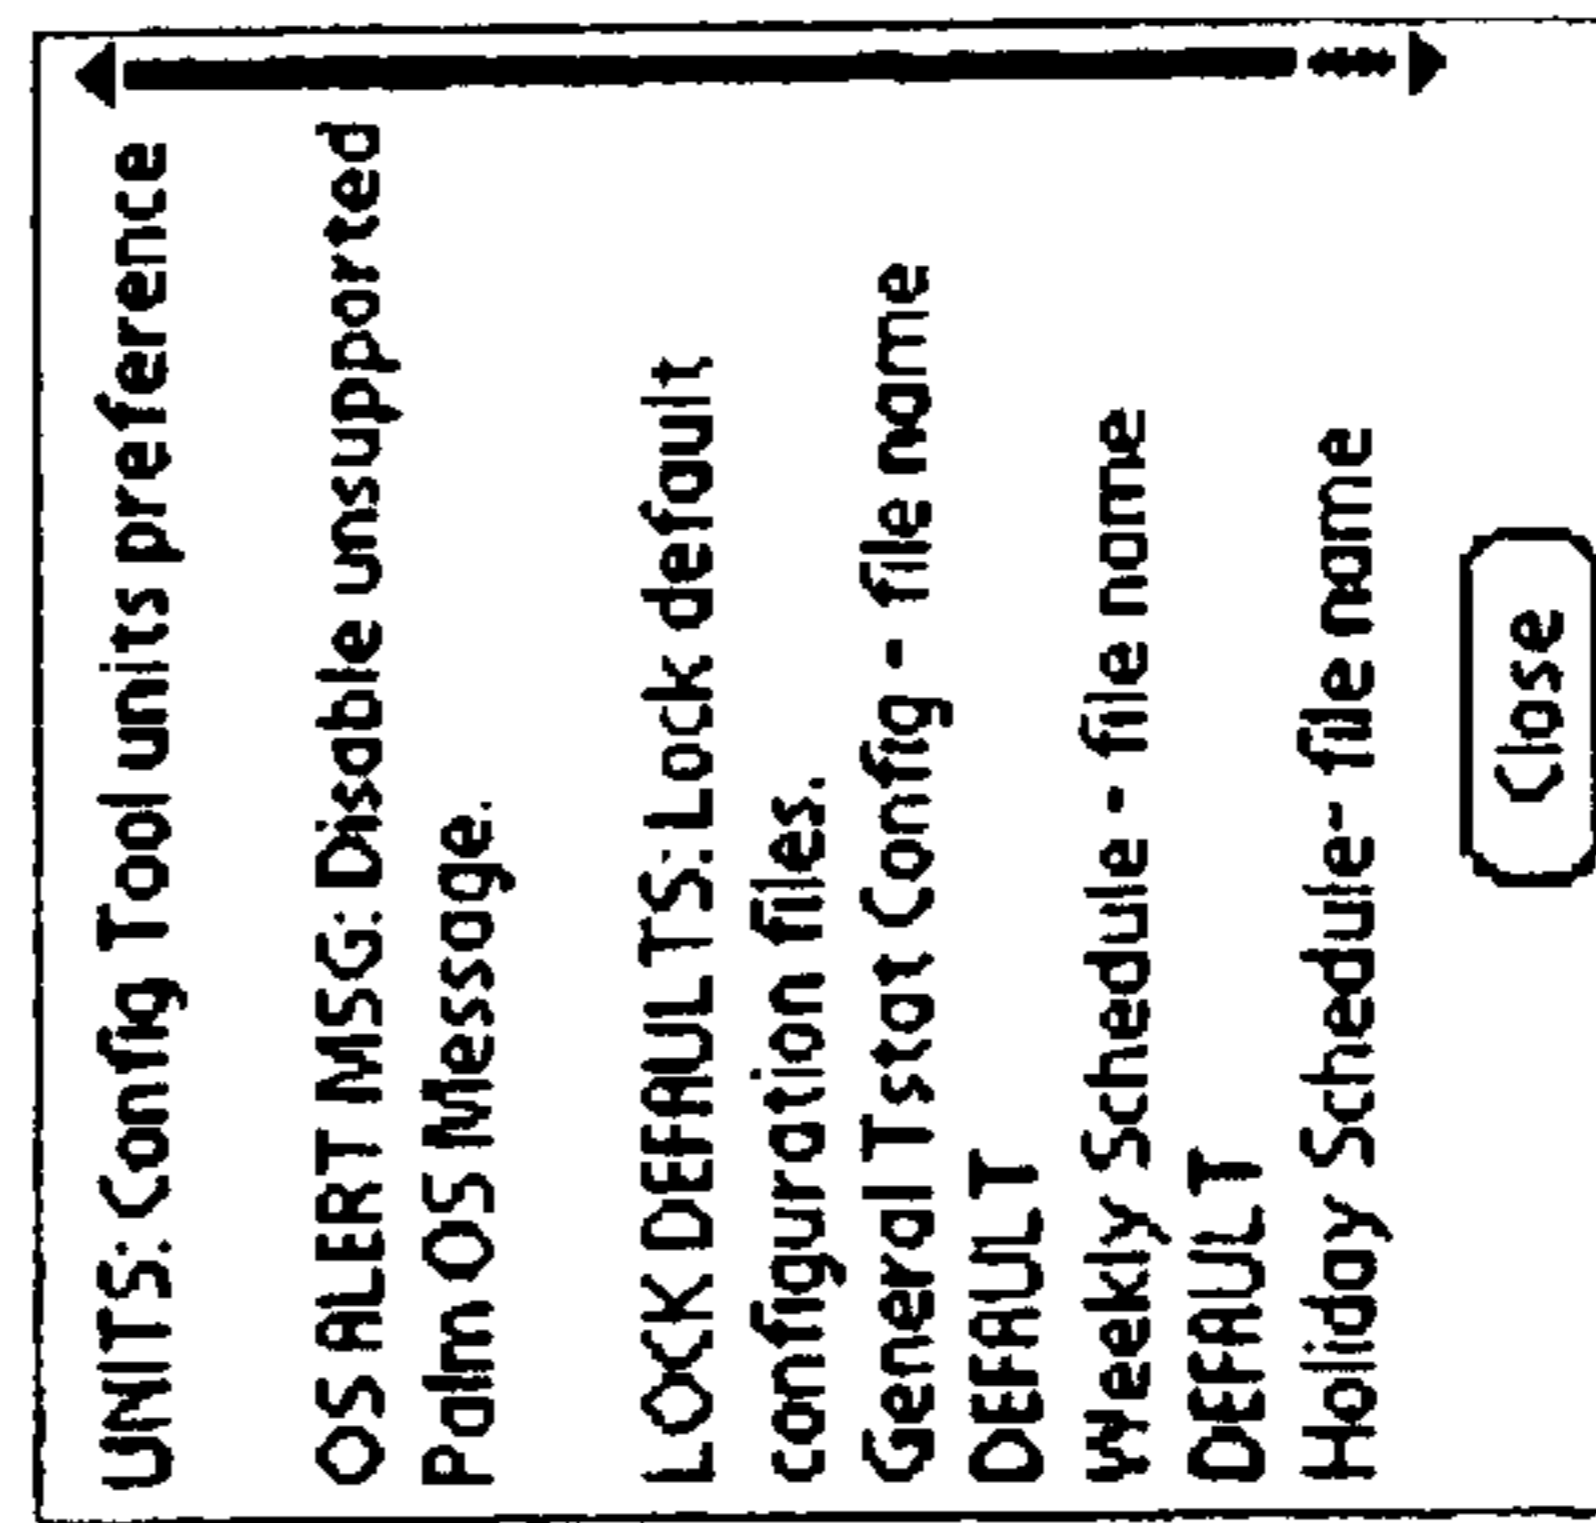 UNITS: Config Tool units preference
OS ALERT MSG: Disable unsupported
Palm OS Message.
LOCK DEFAULTS: Lock default
configuration files.
General Tstat Config - file name
DEFAULT
Weekly Schedule - file name
DEFAULT
Holiday Schedule- file name
Close